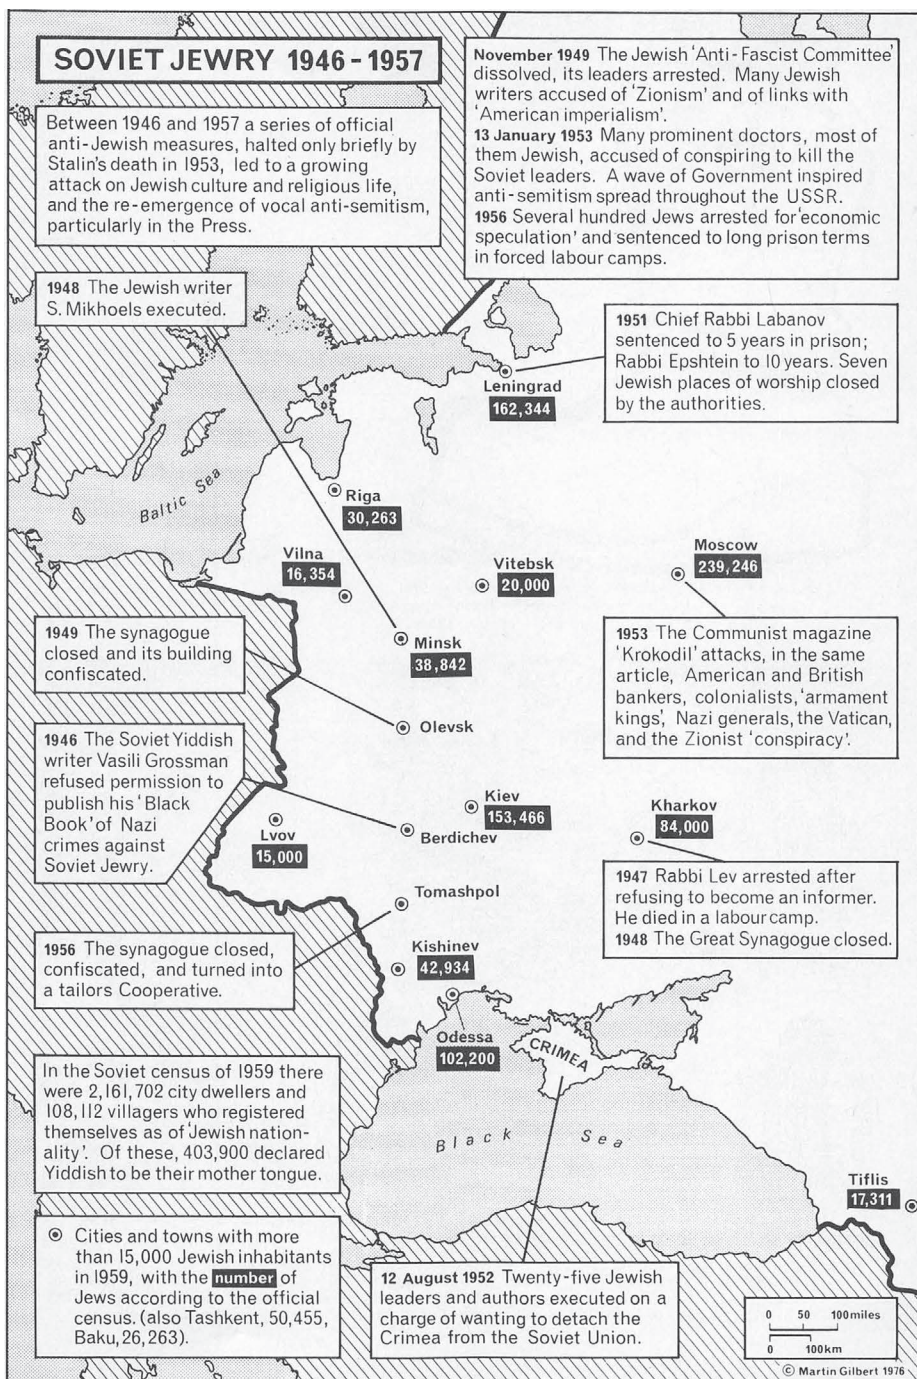 SOVIET JEWRY 1946-1957
Between 1946 and 1957 a series of official
anti-Jewish measures, halted only briefly by
Stalin's death in 1953, led to a growing
attack on Jewish culture and religious life,
and the re-emergence of vocal anti-semitism,
particularly in the Press.
November 1949 The Jewish 'Anti-Fascist Committee'
dissolved, its leaders arrested. Many Jewish
writers accused of 'Zionism' and of links with
'American imperialism'.
13 January 1953 Many prominent doctors, most of
them Jewish, accused of conspiring to kill the
Soviet leaders. A wave of Government inspired
anti-semitism spread throughout the USSR.
1956 Several hundred Jews arrested for 'economic
speculation' and sentenced to long prison terms
in forced labour camps.
1948 The Jewish writer
S. Mikhoels executed.
1951 Chief Rabbi Labanov
sentenced to 5 years in prison;
Rabbi Epshtein to 10 years. Seven
Jewish places of worship closed
by the authorities.
Leningrad
162,344
Baltic Sea
Riga
30,263
Vilna
16,354
Vitebsk
20,000
Moscow
239,246
Minsk
38,842
1949 The synagogue
closed and its building
confiscated.
1953 The Communist magazine
'Krokodil' attacks, in the same
article, American and British
bankers, colonialists, 'armament
kings', Nazi generals, the Vatican,
and the Zionist 'conspiracy'.
Olevsk
1946 The Soviet Yiddish
writer Vasili Grossman
refused permission to
publish his 'Black
Book' of Nazi
crimes against
Soviet Jewry.
Kiev
153,466
Kharkov
84,000
Lvov
15,000
Berdichev
1947 Rabbi Lev arrested after
refusing to become an informer.
He died in a labour camp.
1948 The Great Synagogue closed.
Tomashpol
1956 The synagogue closed,
confiscated, and turned into
a tailors Cooperative.
Kishinev
42,934
Odessa
102,200
CRIMEA
In the Soviet census of 1959 there
were 2,161,702 city dwellers and
108,112 villagers who registered
themselves as of 'Jewish nation-
ality'. Of these, 403,900 declared
Yiddish to be their mother tongue.
Black Sea
Tiflis
17,311
Cities and towns with more
than 15,000 Jewish inhabitants
in 1959, with the number of
Jews according to the official
census. (also Tashkent, 50,455,
Baku, 26,263).
12 August 1952 Twenty-five Jewish
leaders and authors executed on a
charge of wanting to detach the
Crimea from the Soviet Union.
0 50 100 miles
0 100 km
© Martin Gilbert 1976